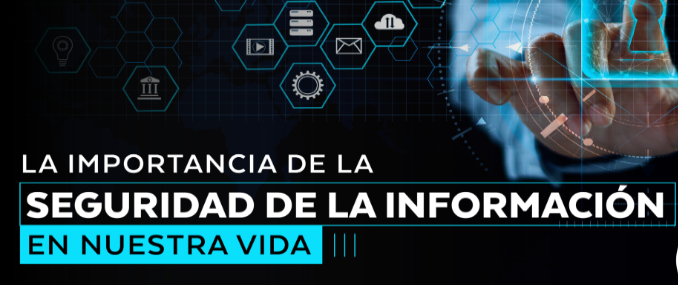 LA IMPORTANCIA DE LA
SEGURIDAD DE LA INFORMACIÓN
EN NUESTRA VIDA